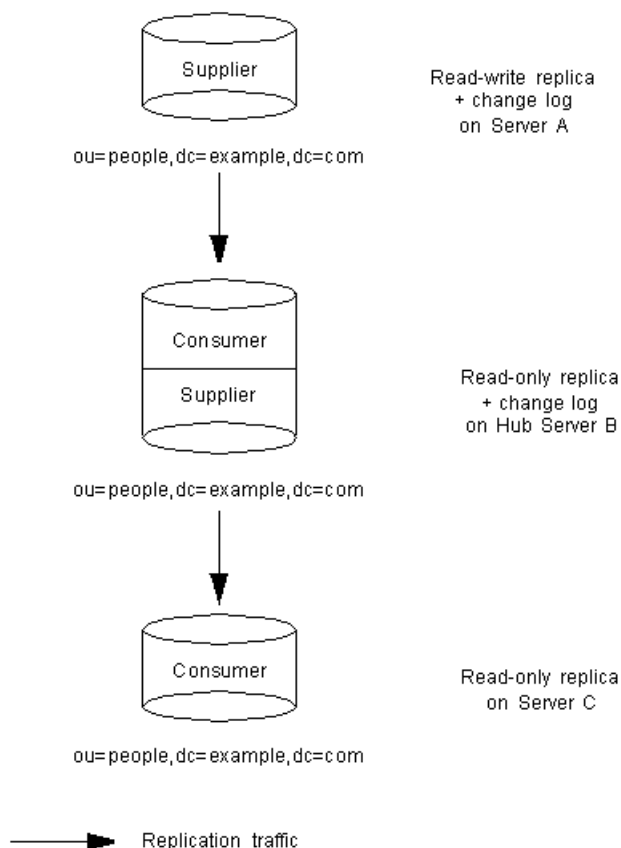 Supplier
Read-write replica
+ change log
on Server A
ou=people,dc=example,dc=com
Consumer
Supplier
Read-only replica
+ change log
on Hub Server B
ou=people,dc=example,dc=com
Consumer
Read-only replica
on Server C
ou=people,dc=example,dc=com
Replication traffic